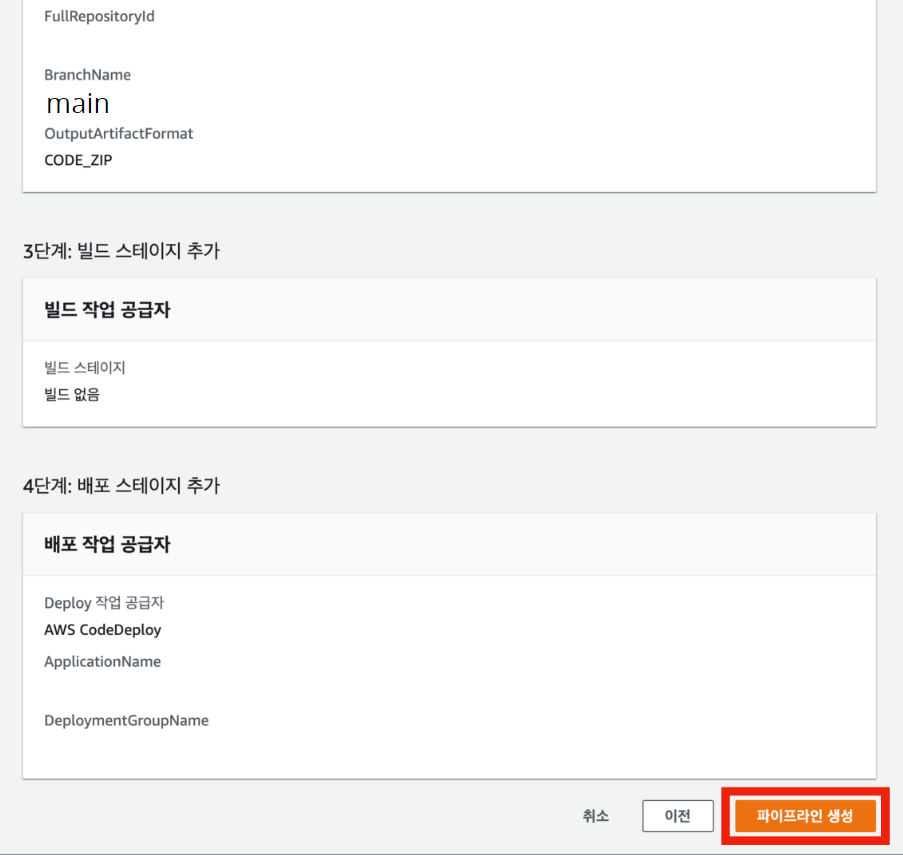 FullRepositoryId
BranchName
main
OutputArtifactFormat
CODE_ZIP
3단계: 빌드 스테이지 추가
빌드 작업 공급자
빌드 스테이지
빌드 없음
4단계: 배포 스테이지 추가
배포 작업 공급자
Deploy 작업 공급자
AWS CodeDeploy
ApplicationName
DeploymentGroupName
취소 이전 파이프라인 생성